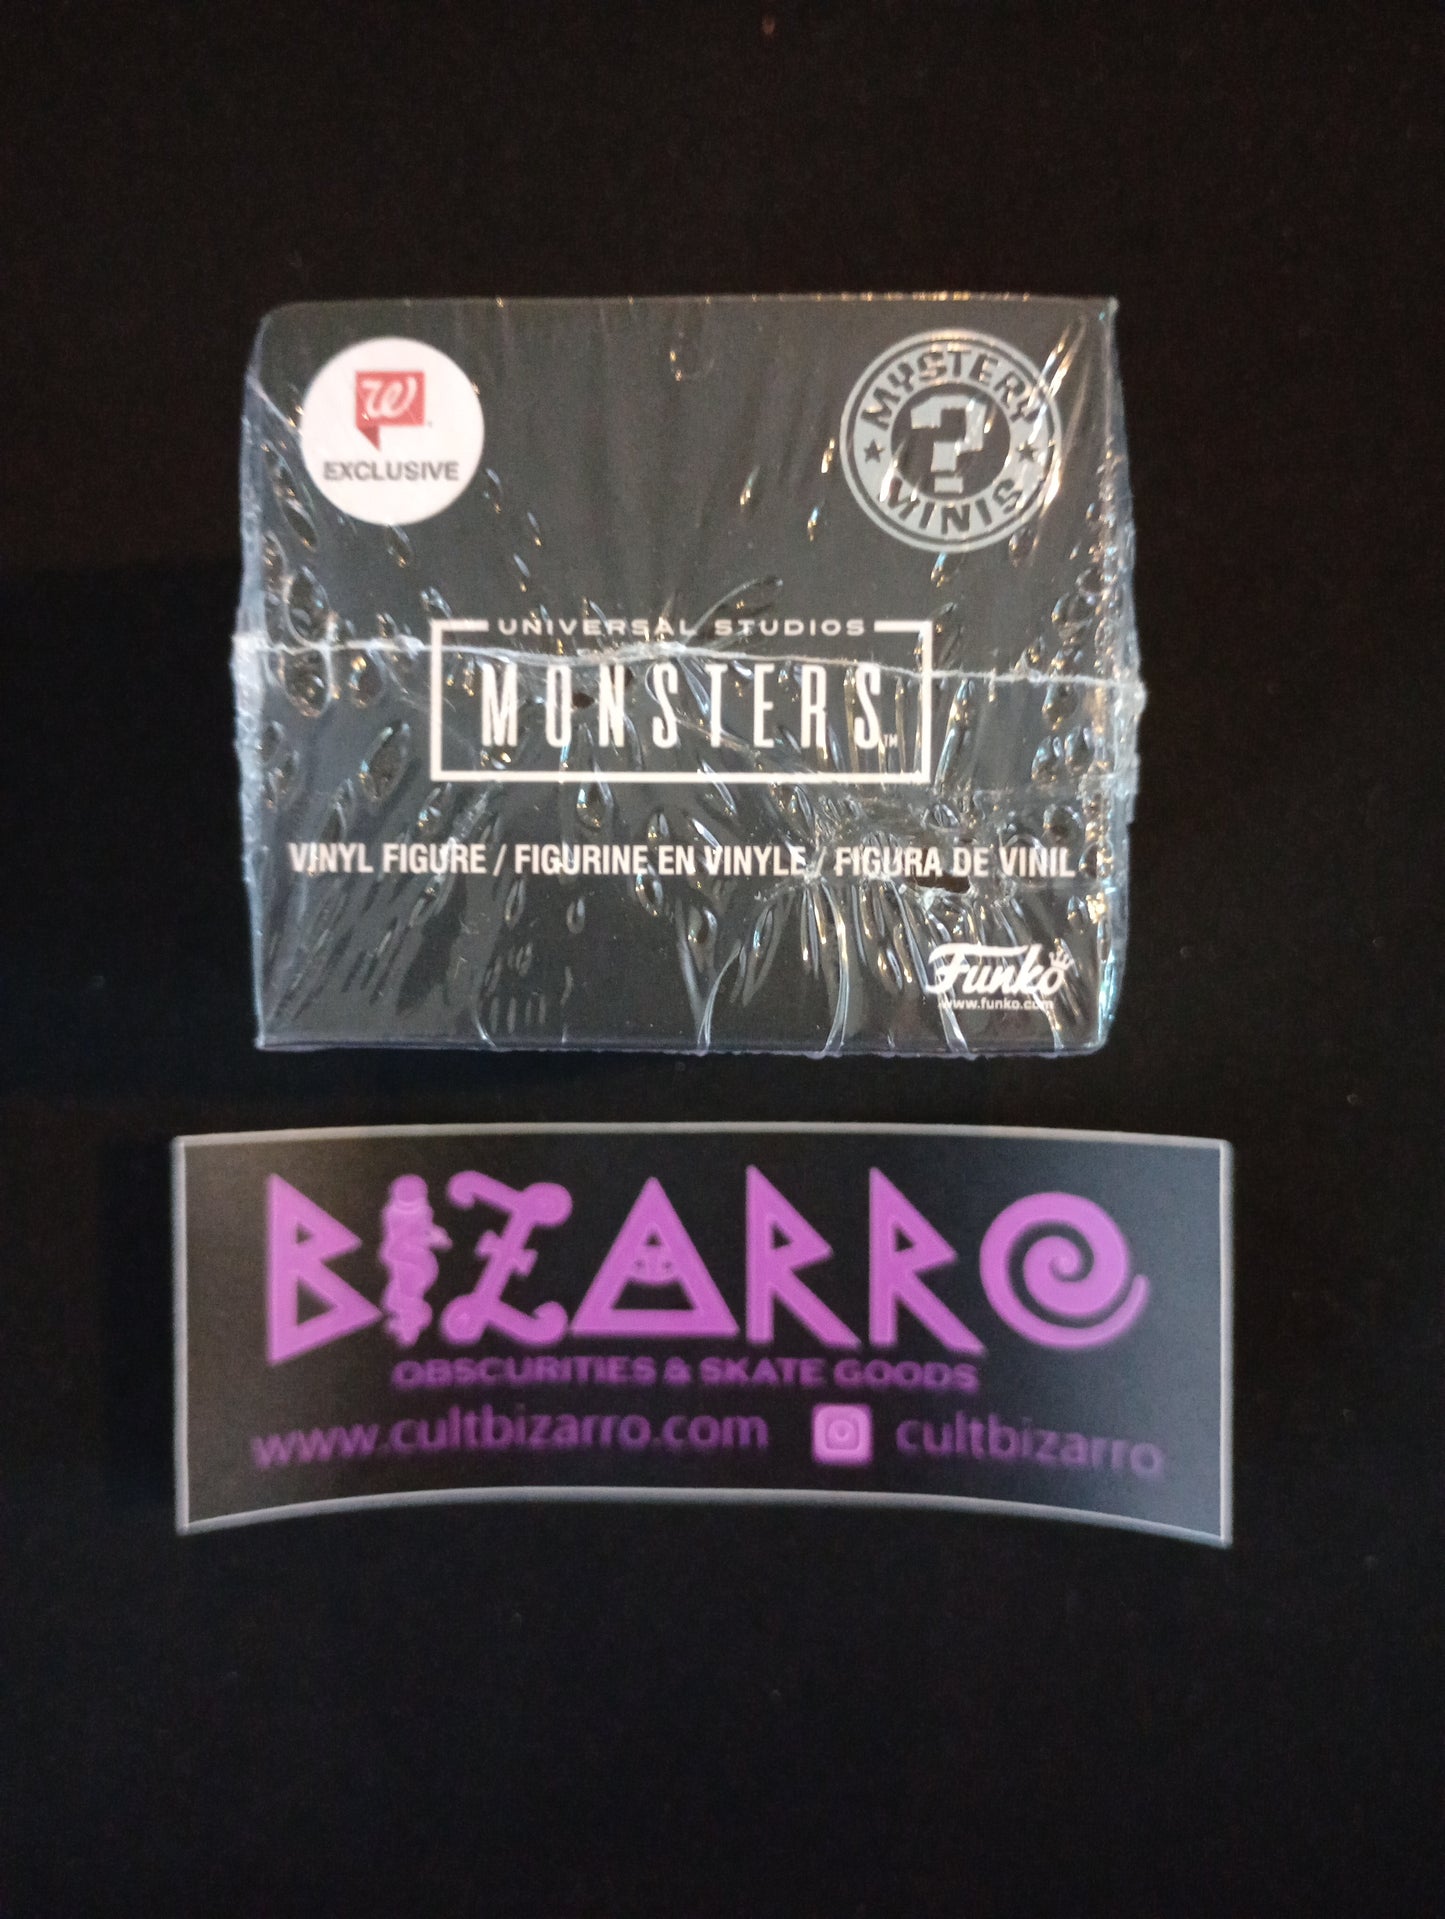 W
EXCLUSIVE
MYSTERY
?
MINIS
UNIVERSAL STUDIOS
MONSTERS™
VINYL FIGURE / FIGURINE EN VINYLE / FIGURA DE VINIL
Funko
www.funko.com
BIZARRO
OBSCURITIES & SKATE GOODS
www.cultbizarro.com cultbizarro